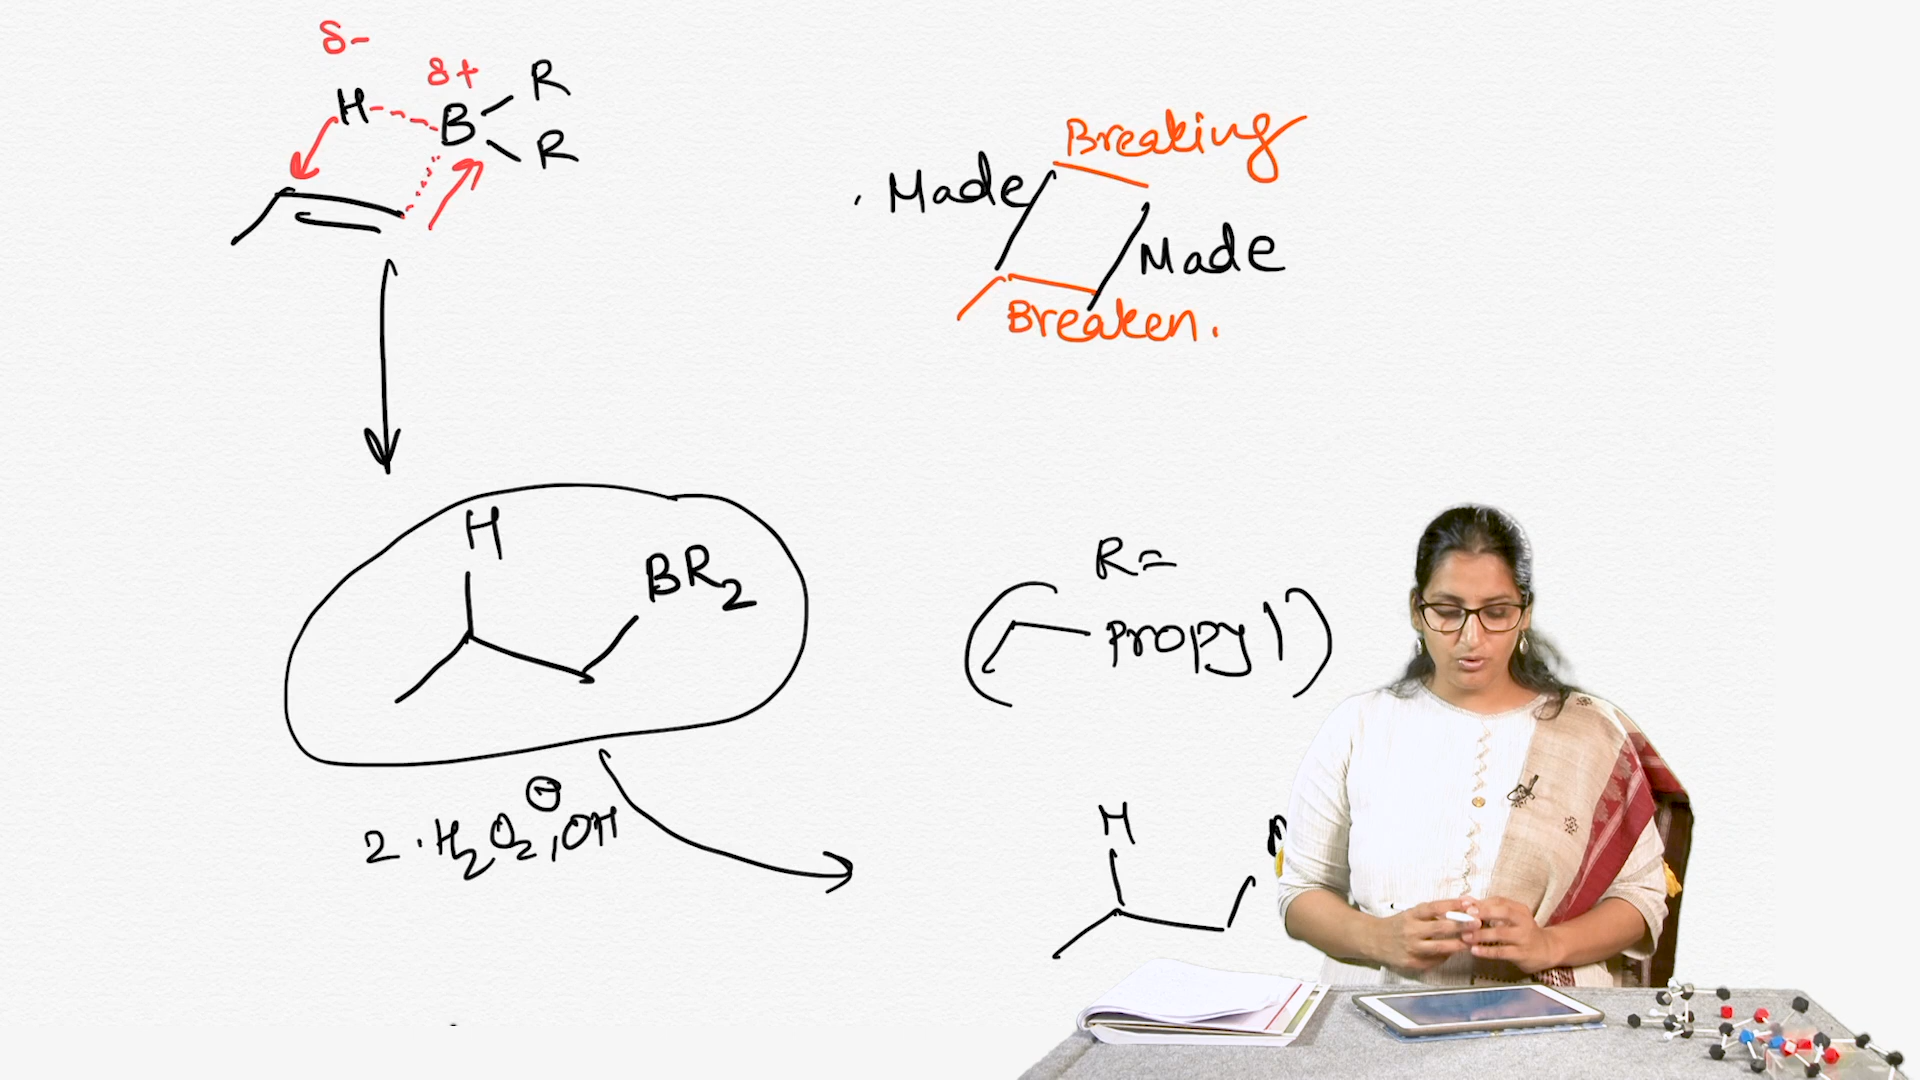 δ-
δ+
H
B
R
R
Breaking
Made
Made
Breaken.
H
BR2
R=
Propyl
2. H2O2, ⊖OH
H